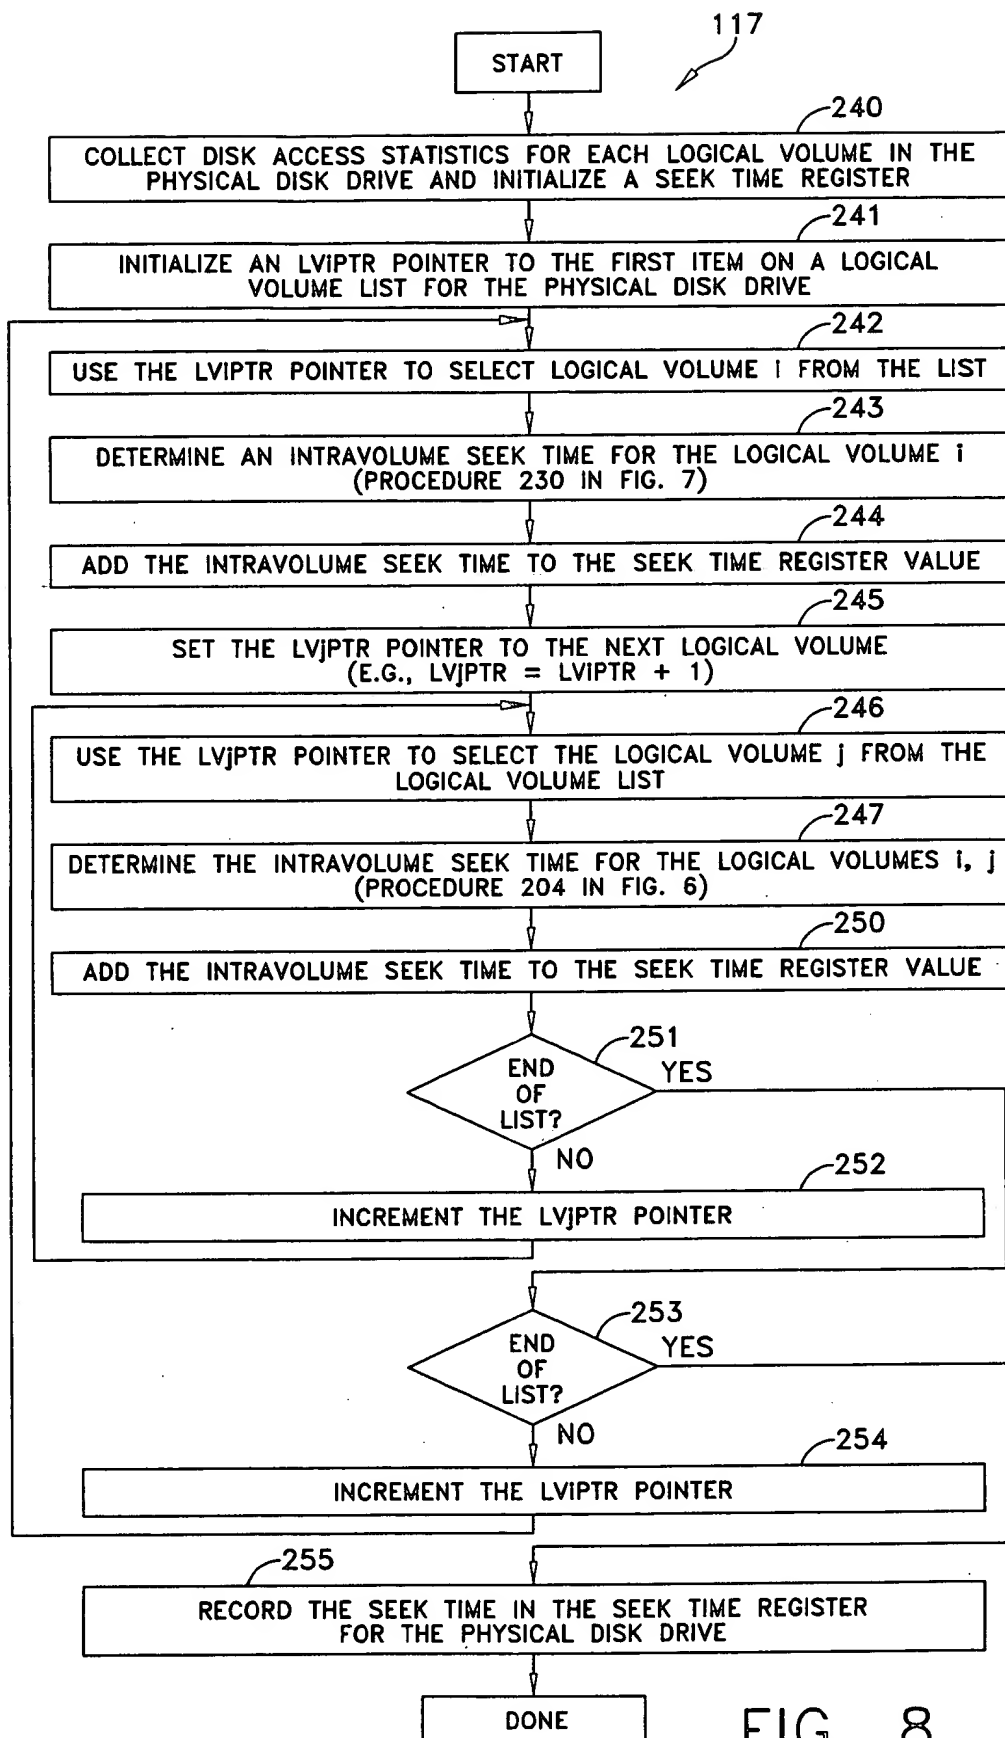 117
START
240
COLLECT DISK ACCESS STATISTICS FOR EACH LOGICAL VOLUME IN THE
PHYSICAL DISK DRIVE AND INITIALIZE A SEEK TIME REGISTER
241
INITIALIZE AN LViPTR POINTER TO THE FIRST ITEM ON A LOGICAL
VOLUME LIST FOR THE PHYSICAL DISK DRIVE
242
USE THE LViPTR POINTER TO SELECT LOGICAL VOLUME i FROM THE LIST
243
DETERMINE AN INTRAVOLUME SEEK TIME FOR THE LOGICAL VOLUME i
(PROCEDURE 230 IN FIG. 7)
244
ADD THE INTRAVOLUME SEEK TIME TO THE SEEK TIME REGISTER VALUE
245
SET THE LVjPTR POINTER TO THE NEXT LOGICAL VOLUME
(E.G., LVjPTR = LViPTR + 1)
246
USE THE LVjPTR POINTER TO SELECT THE LOGICAL VOLUME j FROM THE
LOGICAL VOLUME LIST
247
DETERMINE THE INTRAVOLUME SEEK TIME FOR THE LOGICAL VOLUMES i, j
(PROCEDURE 204 IN FIG. 6)
250
ADD THE INTRAVOLUME SEEK TIME TO THE SEEK TIME REGISTER VALUE
251
END
OF
LIST?
YES
NO
252
INCREMENT THE LVjPTR POINTER
253
END
OF
LIST?
YES
NO
254
INCREMENT THE LViPTR POINTER
255
RECORD THE SEEK TIME IN THE SEEK TIME REGISTER
FOR THE PHYSICAL DISK DRIVE
DONE
FIG. 8